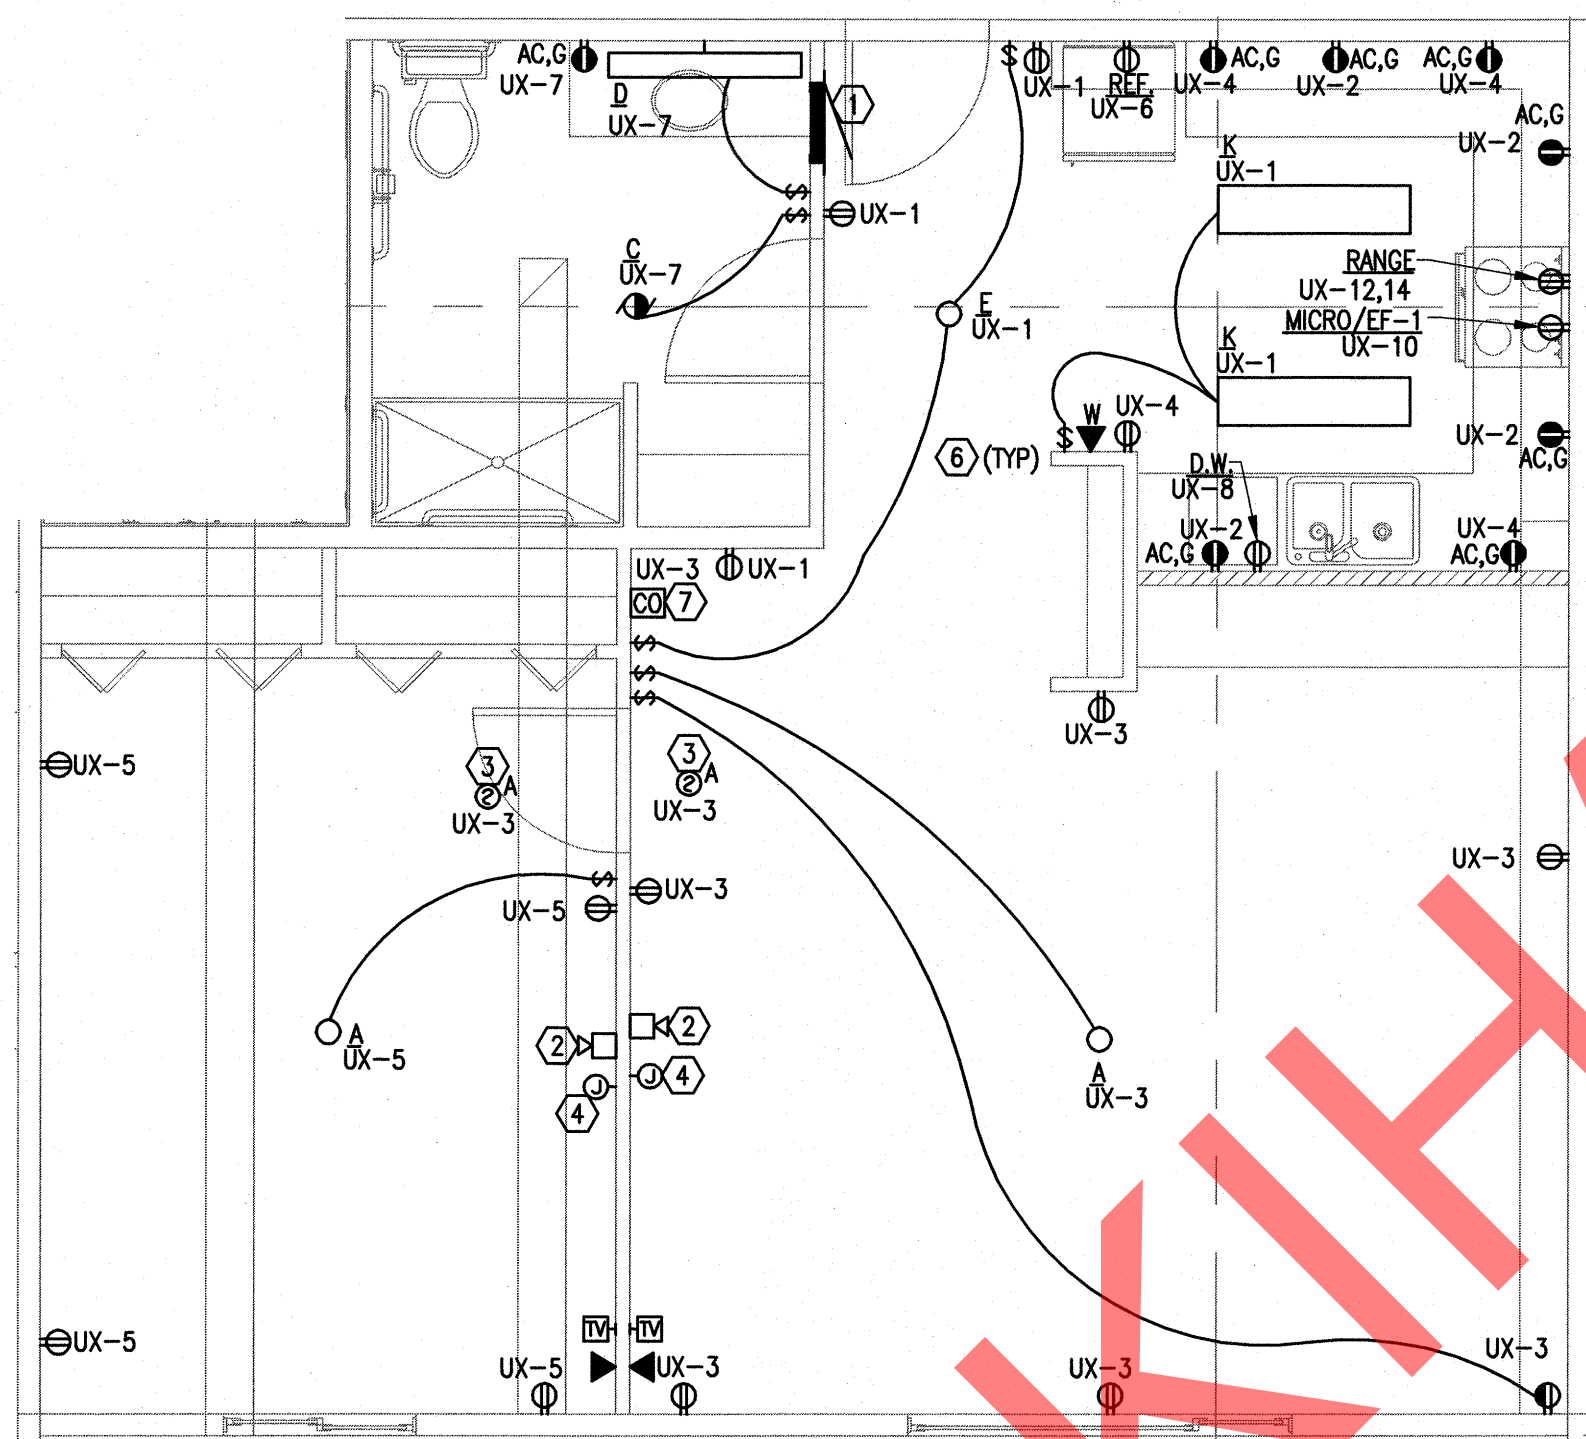 AC,G
UX-7
D
UX-7
1
$
UX-1
REF.
UX-6
AC,G
UX-4
AC,G
UX-2
AC,G
UX-4
AC,G
UX-2
K
UX-1
$
$
UX-1
C
UX-7
E
UX-1
RANGE
UX-12,14
MICRO/EF-1
UX-10
K
UX-1
W
UX-4
$
6 (TYP)
UX-2
AC,G
D.W.
UX-8
UX-2
AC,G
UX-4
AC,G
UX-3
UX-1
CO 7
$
$
$
UX-3
UX-5
3
A
UX-3
3
A
UX-3
UX-3
$
UX-5
UX-3
A
UX-5
2
2
J 4
J
4
A
UX-3
UX-5
TV TV
UX-5
UX-3
UX-3
UX-3
KIHT